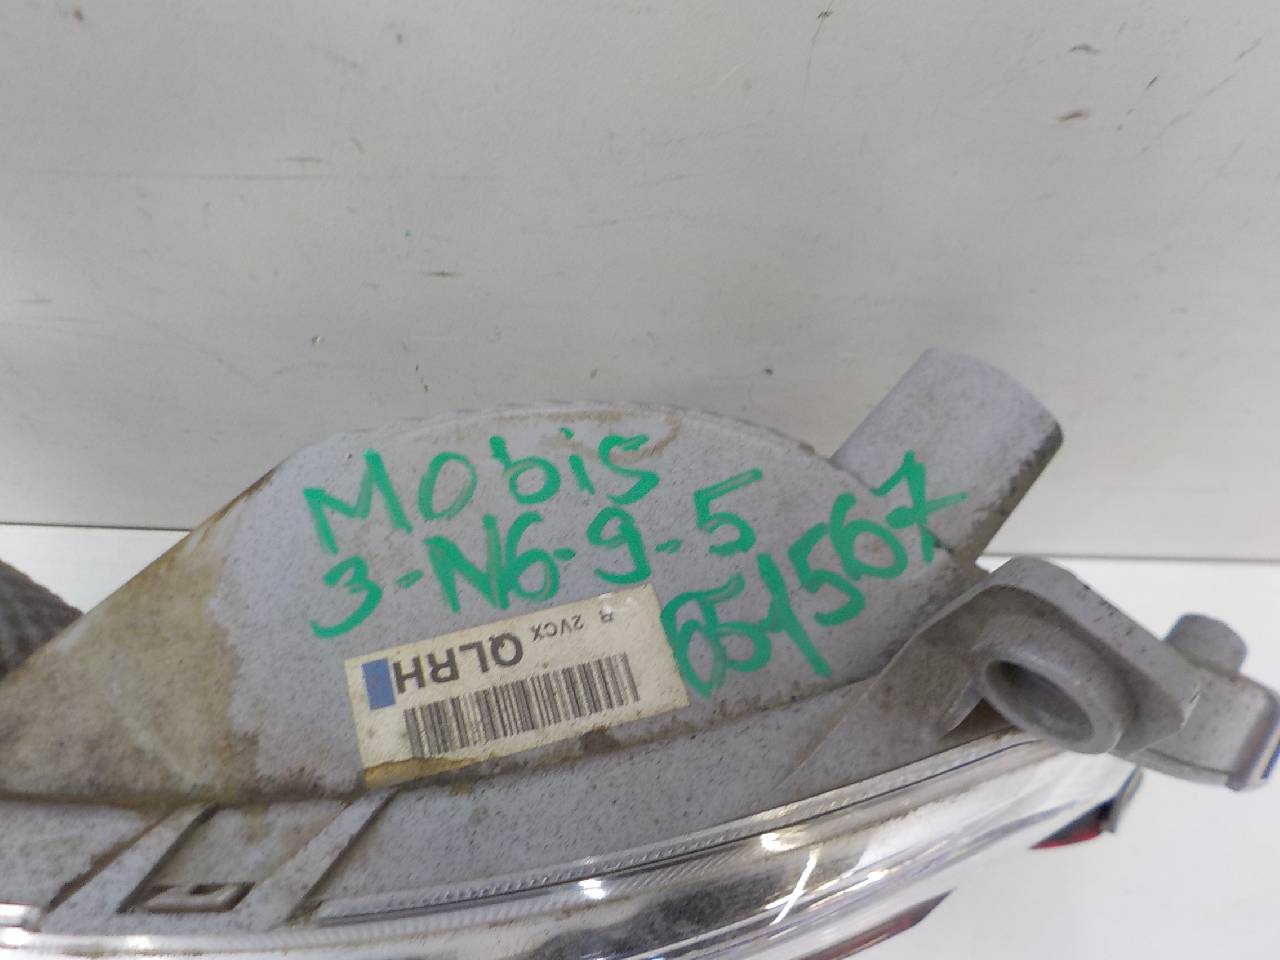 Mobis
3-N6-9-5
651567
R 2VCX
QLRH